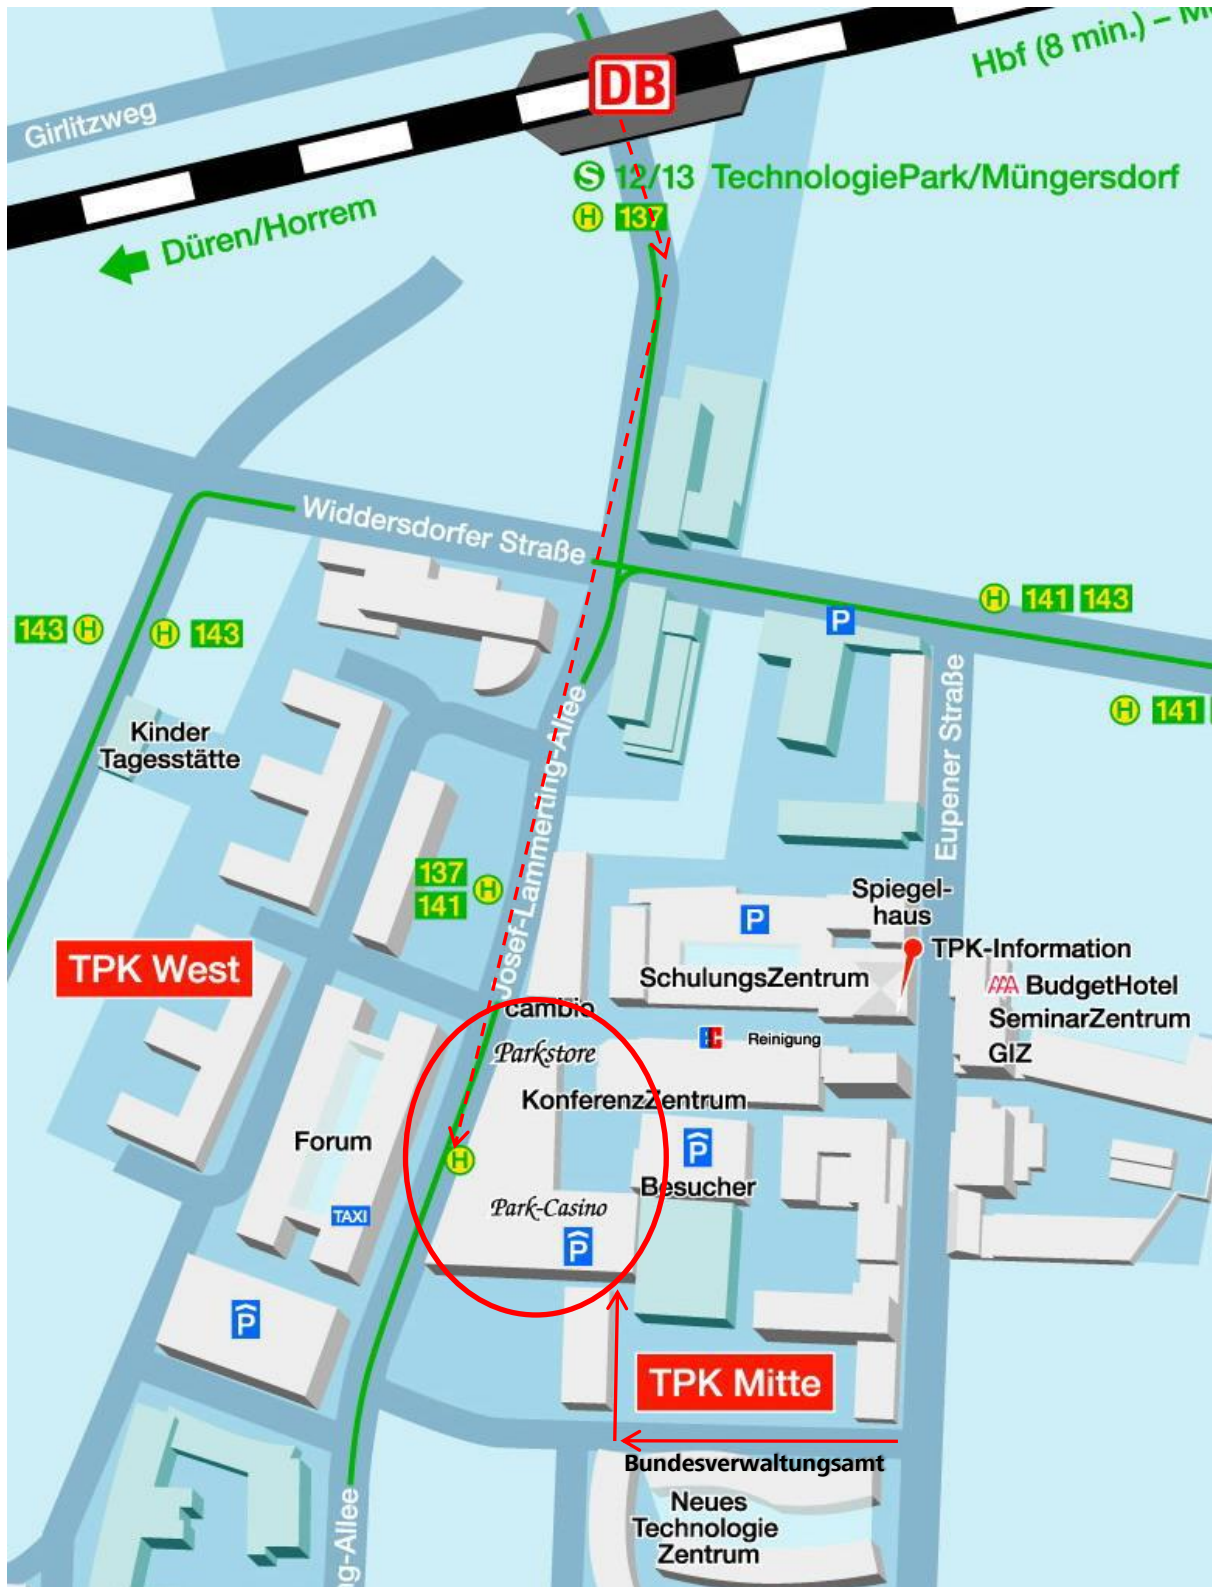 Hbf (8 min.) –
DB
Girlitzweg
S 12/13 TechnologiePark/Müngersdorf
H 137
Düren/Horrem
Widdersdorfer Straße
H 141 143
P
143 H
H 143
Eupener Straße
H 141
Kinder
Tagesstätte
Josef-Lammerting-Allee
137
141
H
Spiegel-
haus
P
TPK-Information
TPK West
SchulungsZentrum
BudgetHotel
cambio
SeminarZentrum
Reinigung
GIZ
Parkstore
KonferenzZentrum
Forum
P
H
Besucher
TAXI
Park-Casino
P
P
TPK Mitte
Bundesverwaltungsamt
Neues
Technologie
Zentrum
ng-Allee